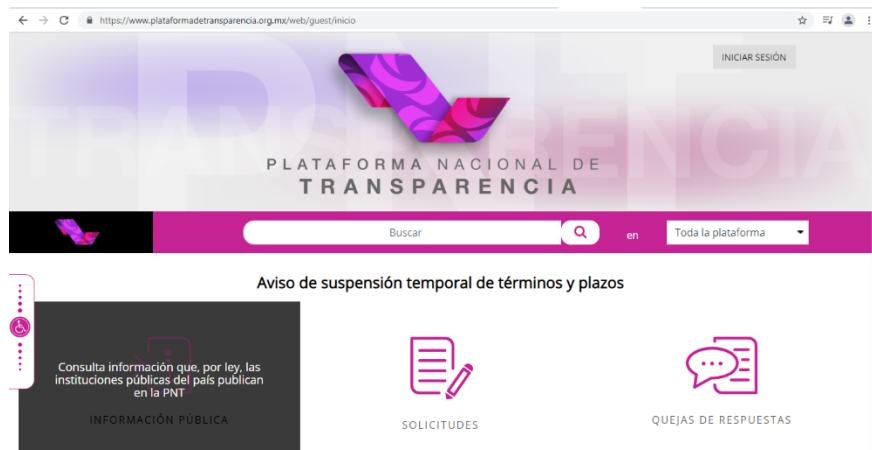 https://www.plataformadetransparencia.org.mx/web/guest/inicio
PNT
TRANSPARENCIA
INICIAR SESIÓN
PLATAFORMA NACIONAL DE
TRANSPARENCIA
Buscar
en
Toda la plataforma
Aviso de suspensión temporal de términos y plazos
Consulta información que, por ley, las
instituciones públicas del país publican
en la PNT
INFORMACIÓN PÚBLICA
SOLICITUDES
QUEJAS DE RESPUESTAS